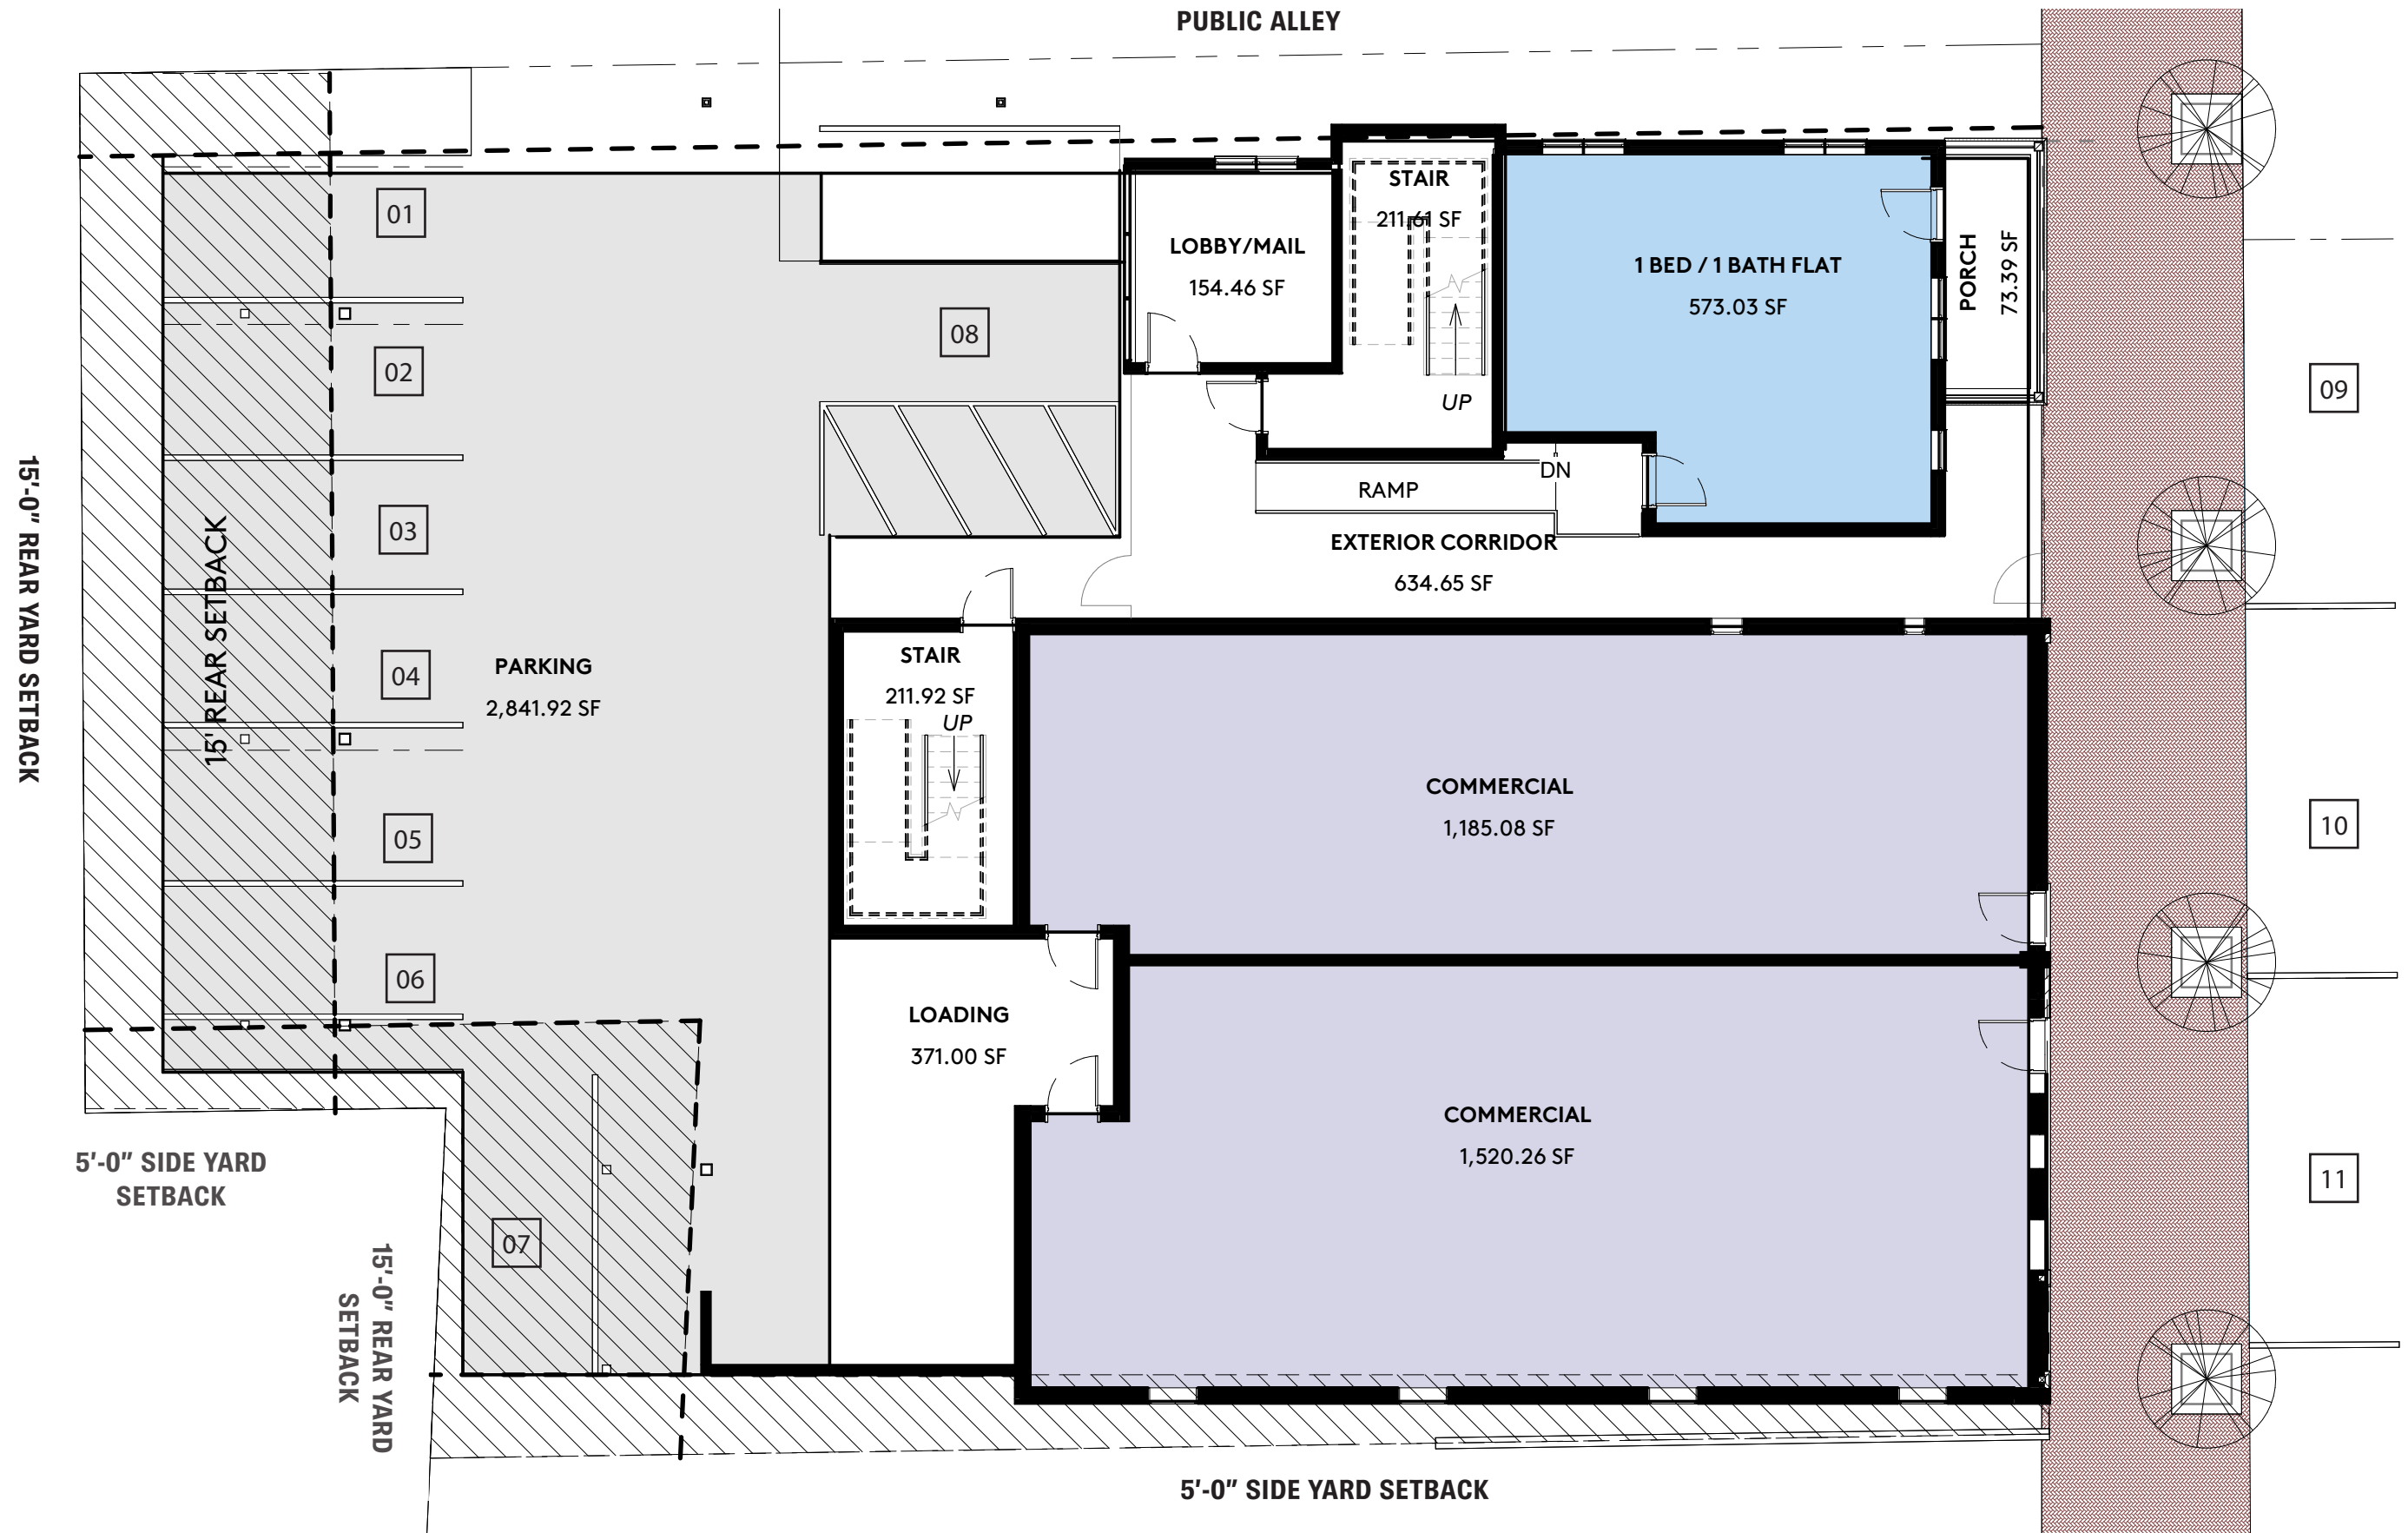 PUBLIC ALLEY
01
STAIR
211.61 SF
LOBBY/MAIL
154.46 SF
1 BED / 1 BATH FLAT
573.03 SF
PORCH
73.39 SF
08
02
09
UP
DN
RAMP
03
EXTERIOR CORRIDOR
634.65 SF
15'-0" REAR YARD SETBACK
15' REAR SETBACK
04
PARKING
2,841.92 SF
STAIR
211.92 SF
UP
COMMERCIAL
1,185.08 SF
05
10
06
LOADING
371.00 SF
COMMERCIAL
1,520.26 SF
11
5'-0" SIDE YARD
SETBACK
07
15'-0" REAR YARD
SETBACK
5'-0" SIDE YARD SETBACK